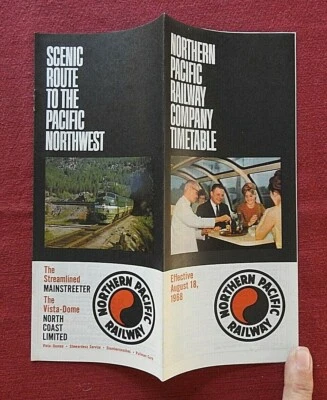 SCENIC
ROUTE
TO THE
PACIFIC
NORTHWEST
The
Streamlined
MAINSTREETER
The
Vista-Dome
NORTH
COAST
LIMITED
NORTHERN PACIFIC
RAILWAY
NORTHERN
PACIFIC
RAILWAY
COMPANY
TIMETABLE
Effective
August 18,
1968
NORTHERN PACIFIC
RAILWAY